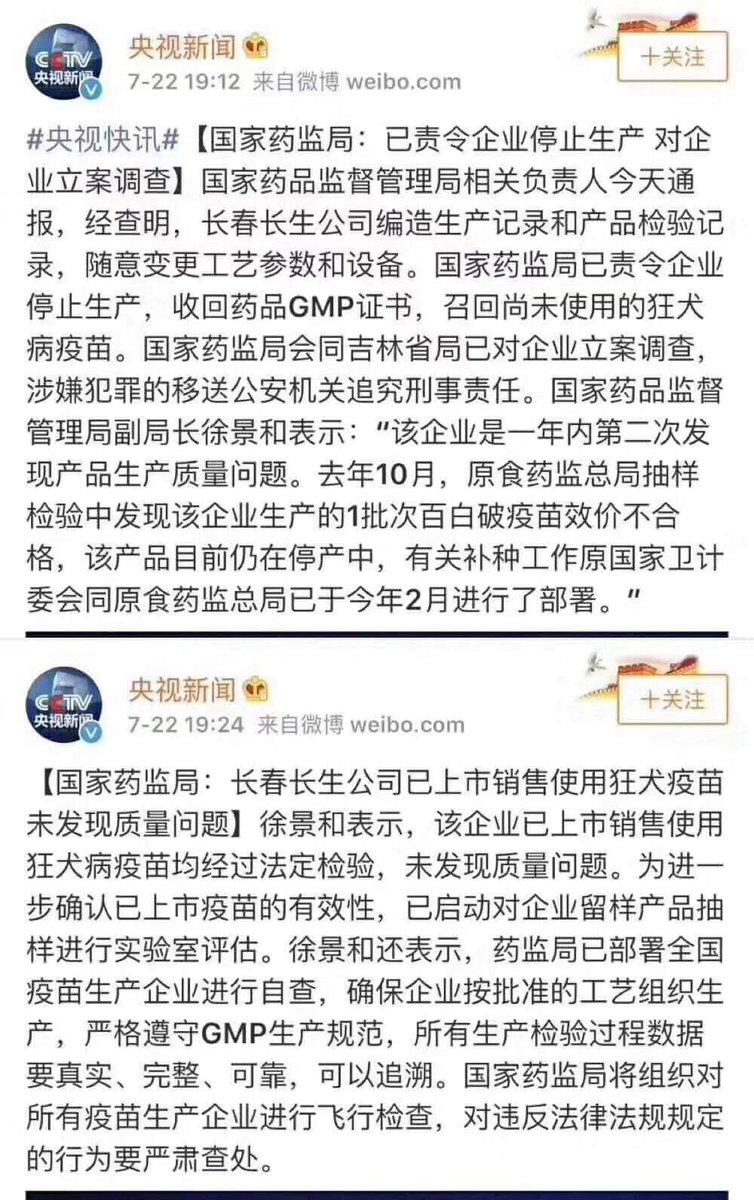 CCTV
央视新闻
央视新闻
7-22 19:12 来自微博 weibo.com
+关注
#央视快讯#【国家药监局：已责令企业停止生产 对企
业立案调查】国家药品监督管理局相关负责人今天通
报，经查明，长春长生公司编造生产记录和产品检验记
录，随意变更工艺参数和设备。国家药监局已责令企业
停止生产，收回药品GMP证书，召回尚未使用的狂犬
病疫苗。国家药监局会同吉林省局已对企业立案调查，
涉嫌犯罪的移送公安机关追究刑事责任。国家药品监督
管理局副局长徐景和表示：“该企业是一年内第二次发
现产品生产质量问题。去年10月，原食药监总局抽样
检验中发现该企业生产的1批次百白破疫苗效价不合
格，该产品目前仍在停产中，有关补种工作原国家卫计
委会同原食药监总局已于今年2月进行了部署。”
CCTV
央视新闻
央视新闻
7-22 19:24 来自微博 weibo.com
+关注
【国家药监局：长春长生公司已上市销售使用狂犬疫苗
未发现质量问题】徐景和表示，该企业已上市销售使用
狂犬病疫苗均经过法定检验，未发现质量问题。为进一
步确认已上市疫苗的有效性，已启动对企业留样产品抽
样进行实验室评估。徐景和还表示，药监局已部署全国
疫苗生产企业进行自查，确保企业按批准的工艺组织生
产，严格遵守GMP生产规范，所有生产检验过程数据
要真实、完整、可靠，可以追溯。国家药监局将组织对
所有疫苗生产企业进行飞行检查，对违反法律法规规定
的行为要严肃查处。